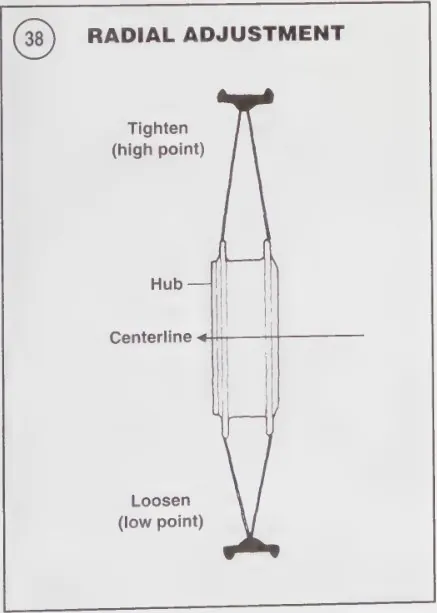 38
RADIAL ADJUSTMENT
Tighten
(high point)
Hub
Centerline
Loosen
(low point)